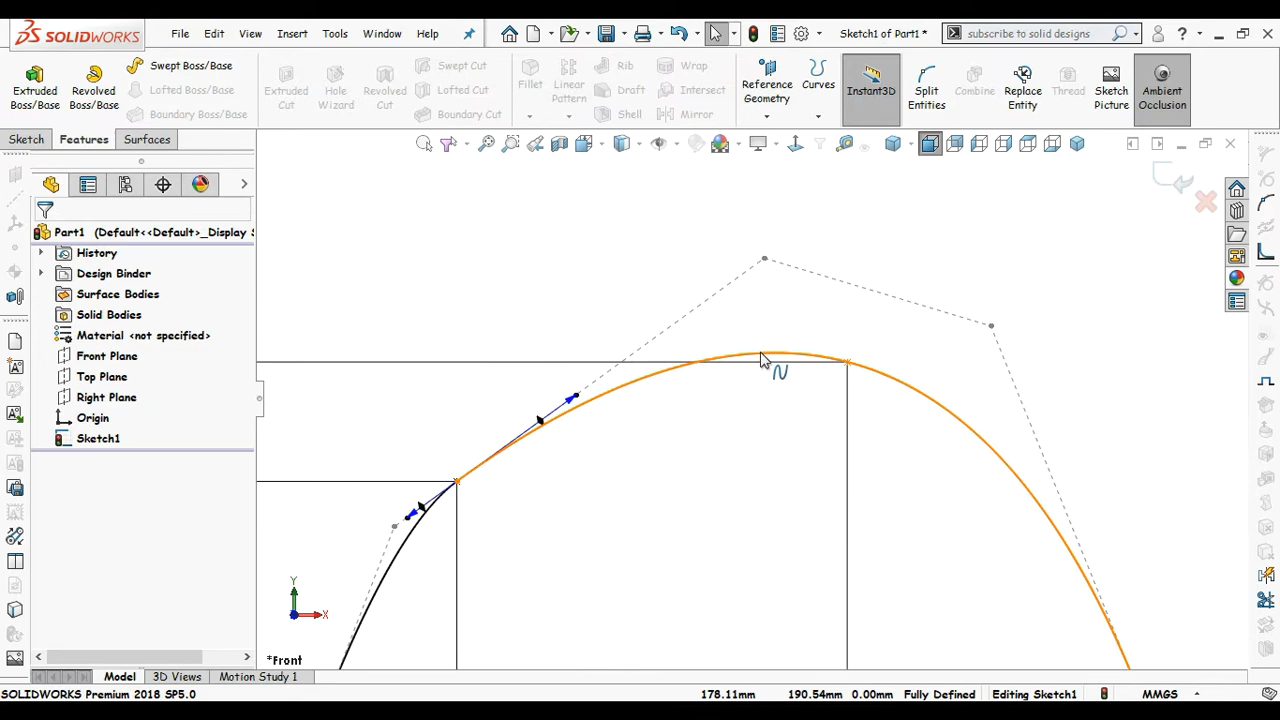 SOLIDWORKS File Edit View Insert Tools Window Help Sketch1 of Part1 * subscribe to solid designs ?
Extruded Boss/Base
Revolved Boss/Base
Swept Boss/Base
Lofted Boss/Base
Boundary Boss/Base
Extruded Cut
Hole Wizard
Revolved Cut
Swept Cut
Lofted Cut
Boundary Cut
Fillet
Linear Pattern
Rib
Draft
Shell
Wrap
Intersect
Mirror
Reference Geometry
Curves
Instant3D
Split Entities
Combine
Replace Entity
Thread
Sketch Picture
Ambient Occlusion
Sketch Features Surfaces
Part1 (Default<<Default>_Display S
History
Design Binder
Surface Bodies
Solid Bodies
Material <not specified>
Front Plane
Top Plane
Right Plane
Origin
Sketch1
Y
X
*Front
Model 3D Views Motion Study 1
SOLIDWORKS Premium 2018 SP5.0 178.11mm 190.54mm 0.00mm Fully Defined Editing Sketch1 MMGS